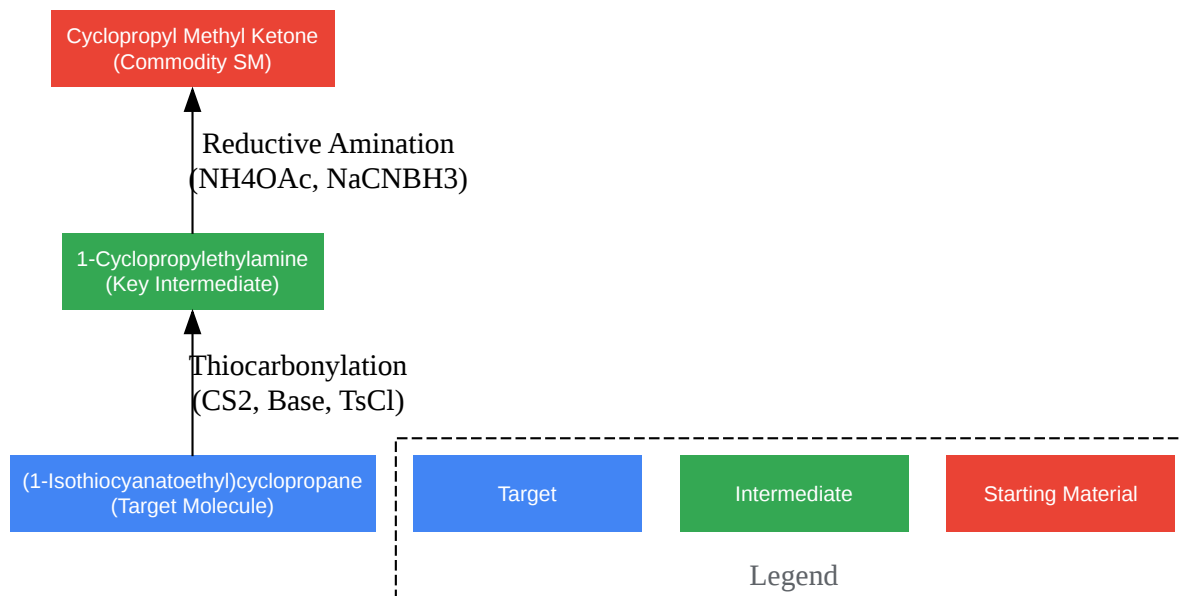 Cyclopropyl Methyl Ketone
(Commodity SM)
Reductive Amination
(NH4OAc, NaCNBH3)
1-Cyclopropylethylamine
(Key Intermediate)
Thiocarbonylation
(CS2, Base, TsCl)
(1-Isothiocyanatoethyl)cyclopropane
(Target Molecule)
Target
Intermediate
Starting Material
Legend